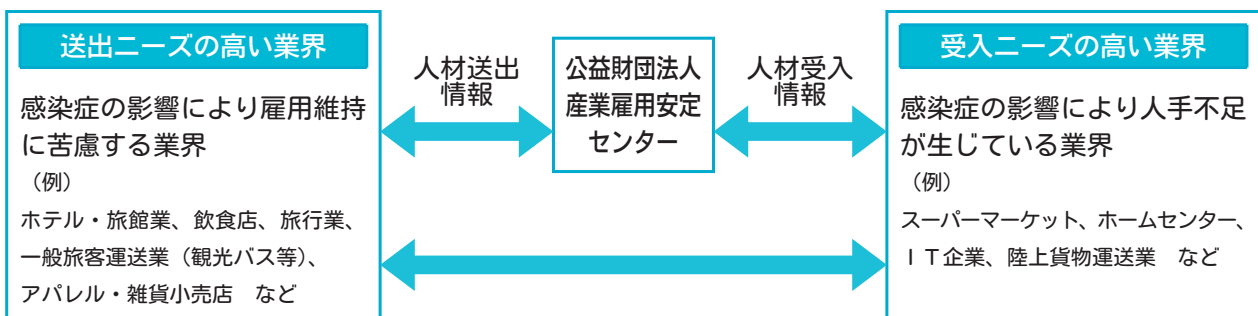 送出ニーズの高い業界
感染症の影響により雇用維持
に苦慮する業界
（例）
ホテル・旅館業、飲食店、旅行業、
一般旅客運送業（観光バス等）、
アパレル・雑貨小売店　など
人材送出
情報
公益財団法人
産業雇用安定
センター
人材受入
情報
受入ニーズの高い業界
感染症の影響により人手不足
が生じている業界
（例）
スーパーマーケット、ホームセンター、
ＩＴ企業、陸上貨物運送業　など